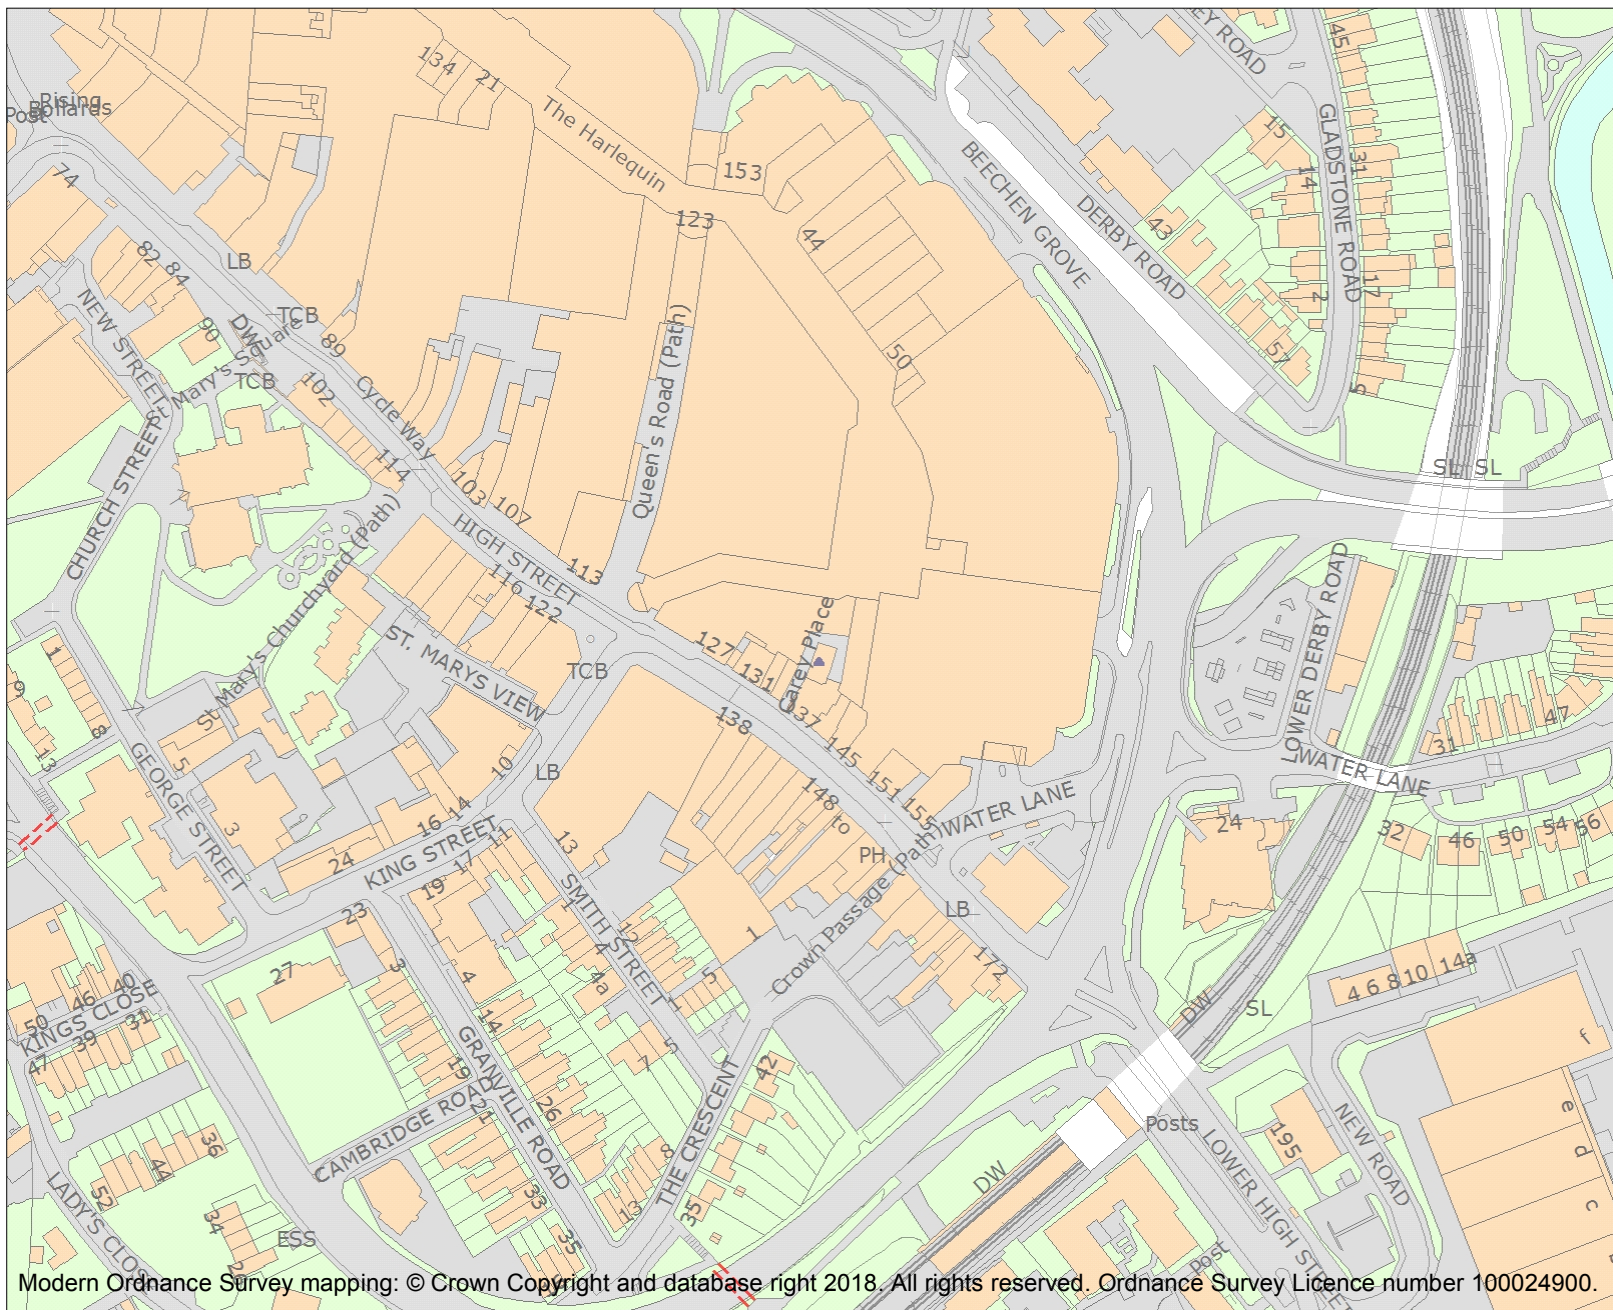 EY ROAD
45
134
21
Rising
Bollards
Post
The Harlequin
15
GLADSTONE ROAD
BEECHEN GROVE
153
31
14
74
DERBY ROAD
123
43
44
82
84
LB
17
2
NEW STREET
TCB
90
DW
St Mary's Square
89
Queen's Road (Path)
50
57
TCB
102
Cycle Way
5
CHURCH STREET
114
SL
SL
103
107
HIGH STREET
St Mary's Churchyard (Path)
113
116
122
LOWER DERBY ROAD
Carey Place
127
1
ST. MARYS VIEW
TCB
131
9
137
138
47
8
31
13
5
GEORGE STREET
145
WATER LANE
10
LB
151
148 to
155
WATER LANE
14
16
3
24
KING STREET
11
13
24
32
46
50
54
56
PH
17
19
Crown Passage (Path)
SMITH STREET
1
23
LB
12
1
4
172
27
3
4
4a
5
1
4 6 8 10
14a
40
46
50
KINGS CLOSE
31
39
47
DW
SL
14
GRANVILLE ROAD
5
7
f
THE CRESCENT
42
19
CAMBRIDGE ROAD
21
26
e
Posts
LOWER HIGH STREET
195
NEW ROAD
36
44
52
8
d
LADY'S CLOSE
DW
33
13
35
c
34
ESS
35
Post
2
Modern Ordnance Survey mapping: © Crown Copyright and database right 2018. All rights reserved. Ordnance Survey Licence number 100024900.